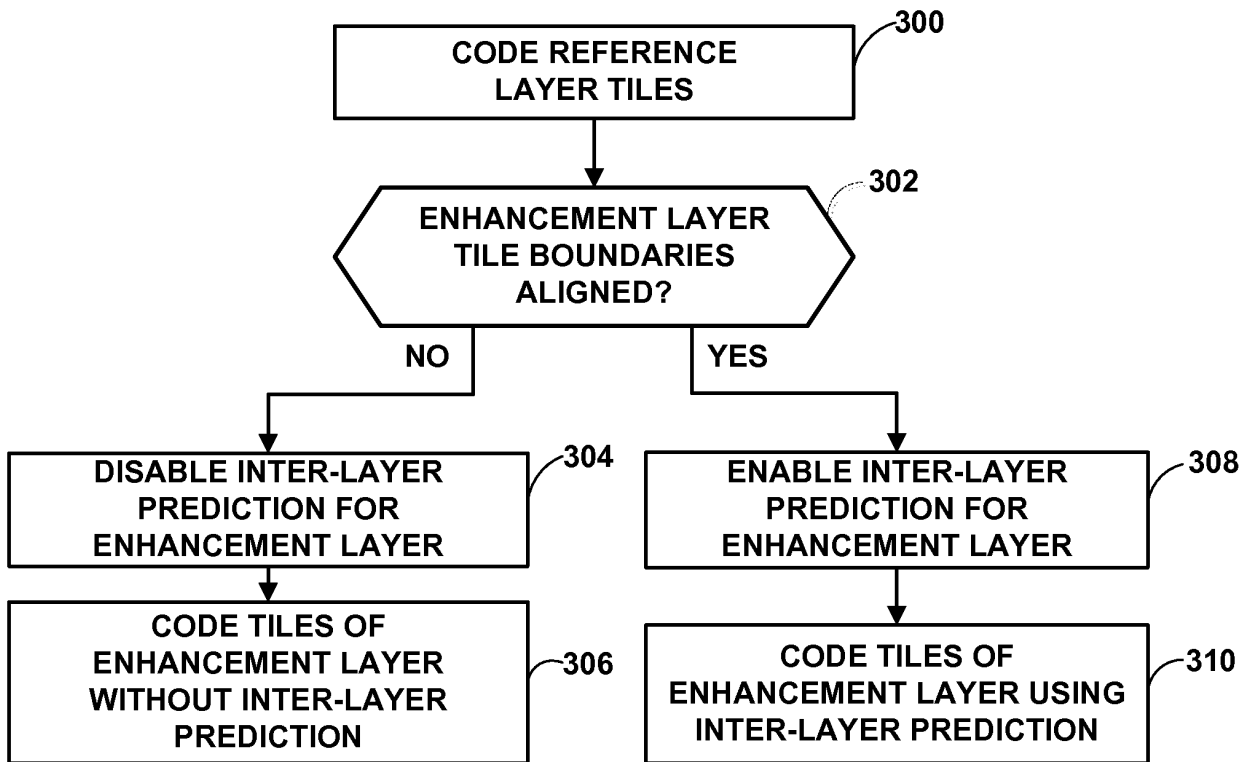 300
CODE REFERENCE
LAYER TILES
302
ENHANCEMENT LAYER
TILE BOUNDARIES
ALIGNED?
NO
YES
304
DISABLE INTER-LAYER
PREDICTION FOR
ENHANCEMENT LAYER
308
ENABLE INTER-LAYER
PREDICTION FOR
ENHANCEMENT LAYER
306
CODE TILES OF
ENHANCEMENT LAYER
WITHOUT INTER-LAYER
PREDICTION
310
CODE TILES OF
ENHANCEMENT LAYER USING
INTER-LAYER PREDICTION